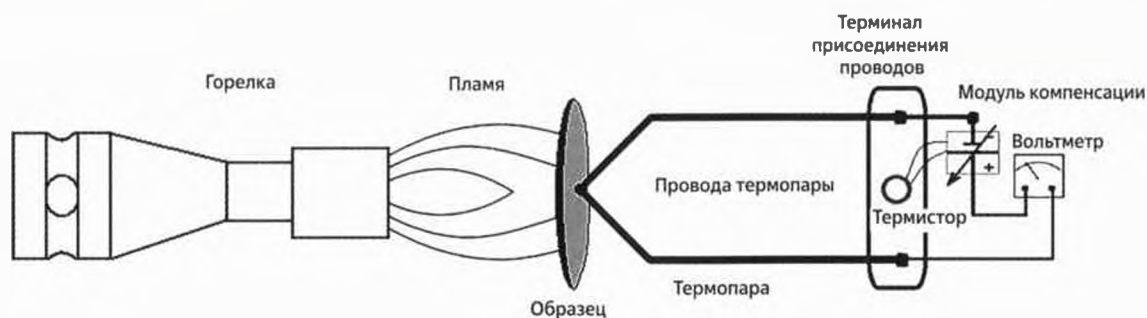 Терминал
присоединения
проводов
Горелка
Пламя
Модуль компенсации
Вольтметр
Провода термопары
Термистор
Термопара
Образец
+